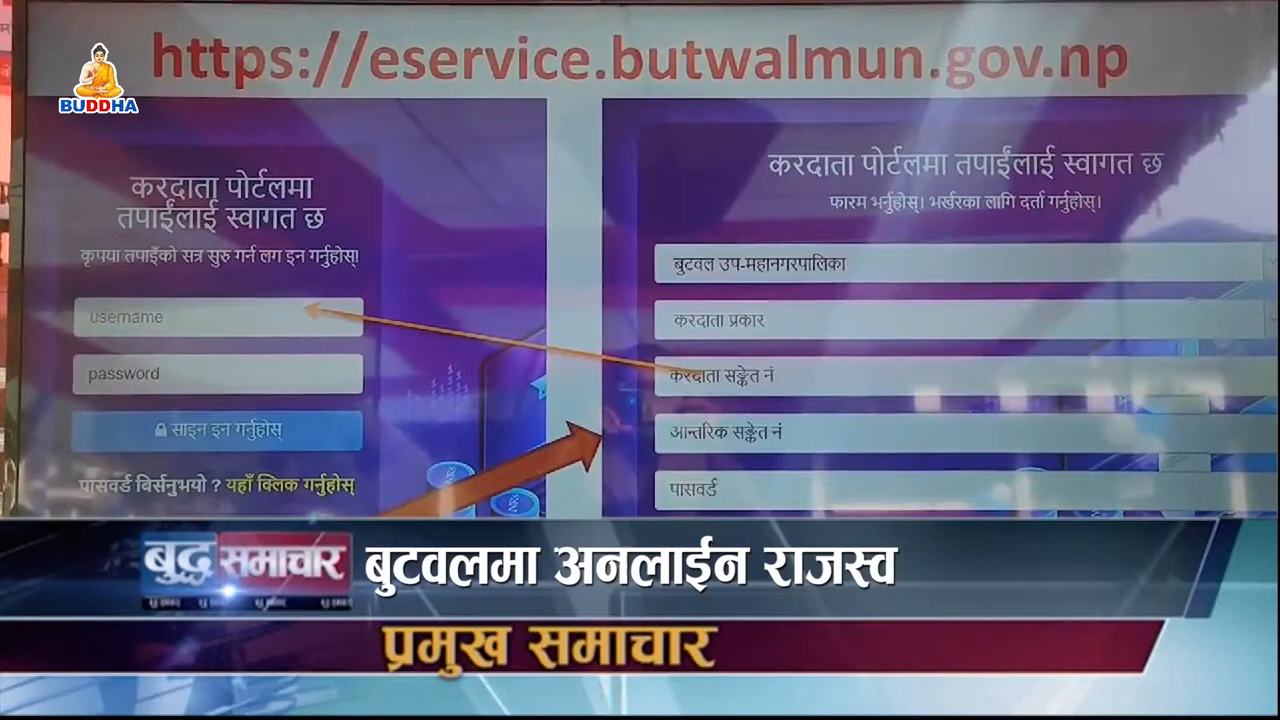 https://eservice.butwalmun.gov.np
BUDDHA
करदाता पोर्टलमा
तपाईंलाई स्वागत छ
कृपया तपाइँको सत्र सुरु गर्न लग इन गर्नुहोस्!
username
password
साइन इन गर्नुहोस्
पासवर्ड बिर्सनुभयो ? यहाँ क्लिक गर्नुहोस्
करदाता पोर्टलमा तपाईंलाई स्वागत छ
फारम भर्नुहोस्। भर्खरका लागि दर्ता गर्नुहोस्।
बुटवल उप-महानगरपालिका
करदाता प्रकार
करदाता सङ्केत नं
आन्तरिक सङ्केत नं
पासवर्ड
बुद्ध समाचार
बुटवलमा अनलाईन राजस्व
प्रमुख समाचार